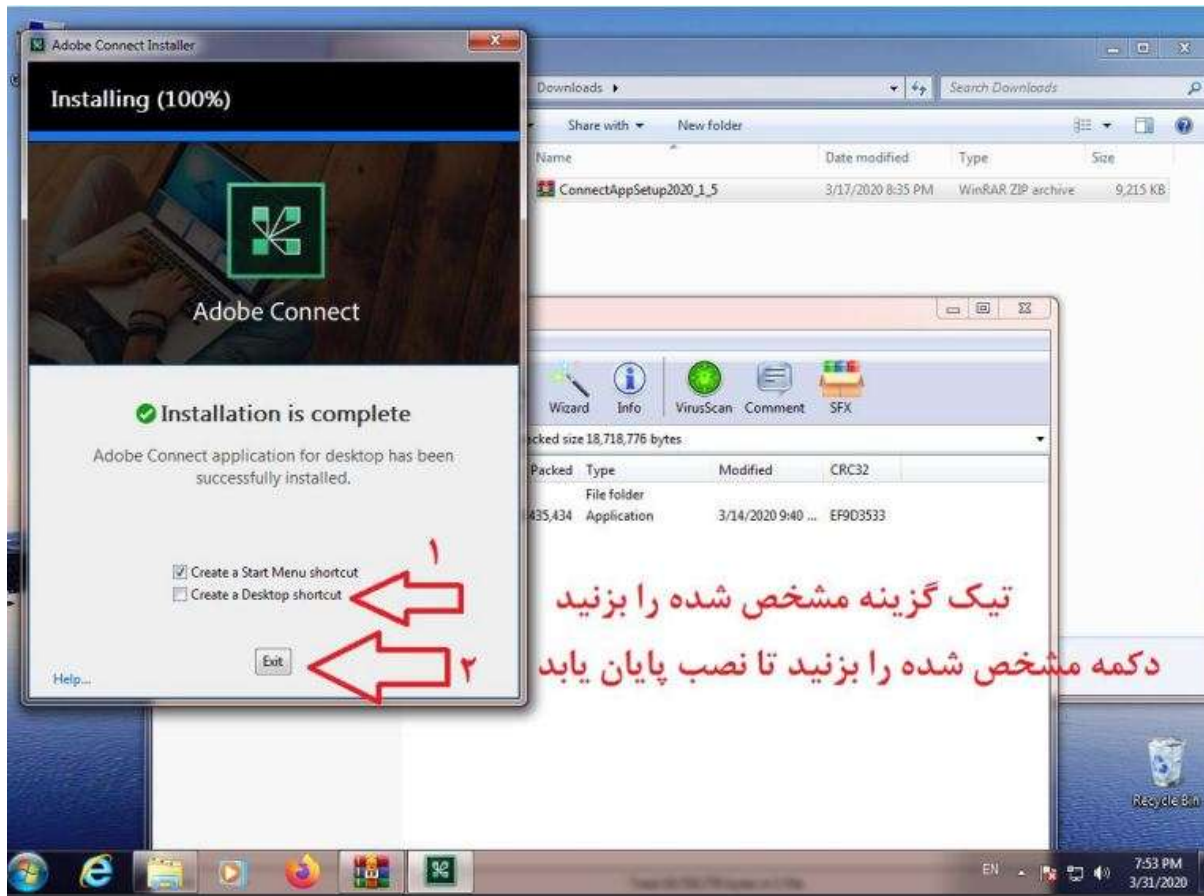 Adobe Connect Installer
Installing (100%)
Adobe Connect
Installation is complete
Adobe Connect application for desktop has been
successfully installed.
Create a Start Menu shortcut
Create a Desktop shortcut
Exit
Help...
۱
۲
تیک گزینه مشخص شده را بزنید
دکمه مشخص شده را بزنید تا نصب پایان یابد
Downloads
Search Downloads
Share with
New folder
Name Date modified Type Size
ConnectAppSetup2020_1_5 3/17/2020 8:35 PM WinRAR ZIP archive 9,215 KB
Wizard Info VirusScan Comment SFX
size 18,718,776 bytes
Packed Type Modified CRC32
File folder
435,434 Application 3/14/2020 9:40 ... EF9D3533
Recycle Bin
EN
7:53 PM
3/31/2020